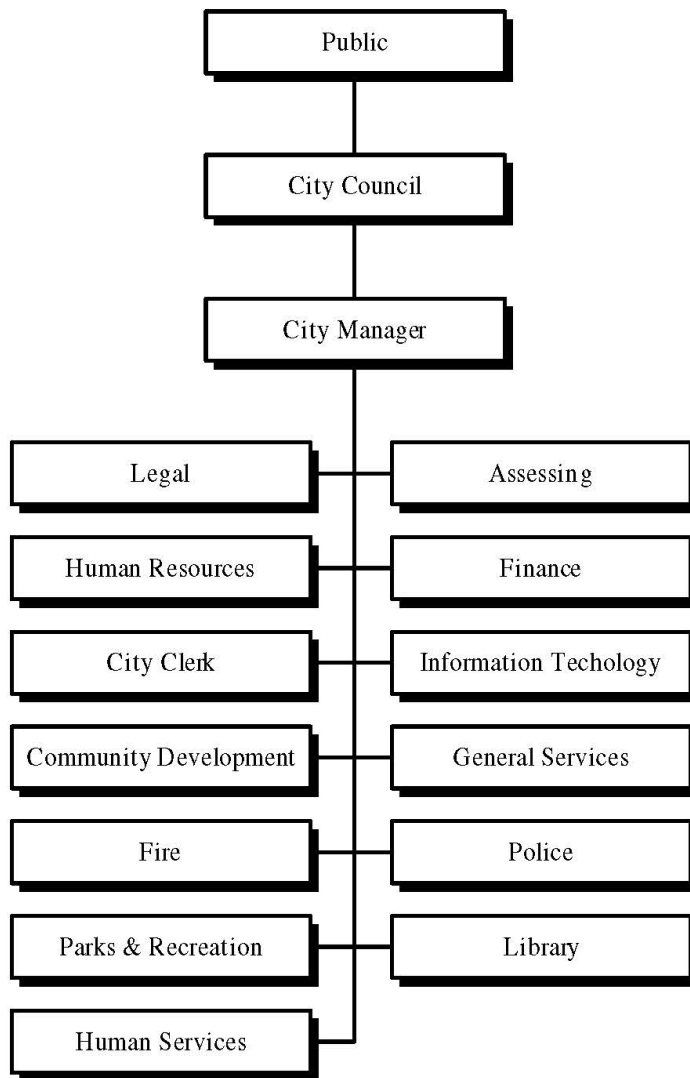 Public
City Council
City Manager
Legal
Assessing
Human Resources
Finance
City Clerk
Information Techology
Community Development
General Services
Fire
Police
Parks & Recreation
Library
Human Services